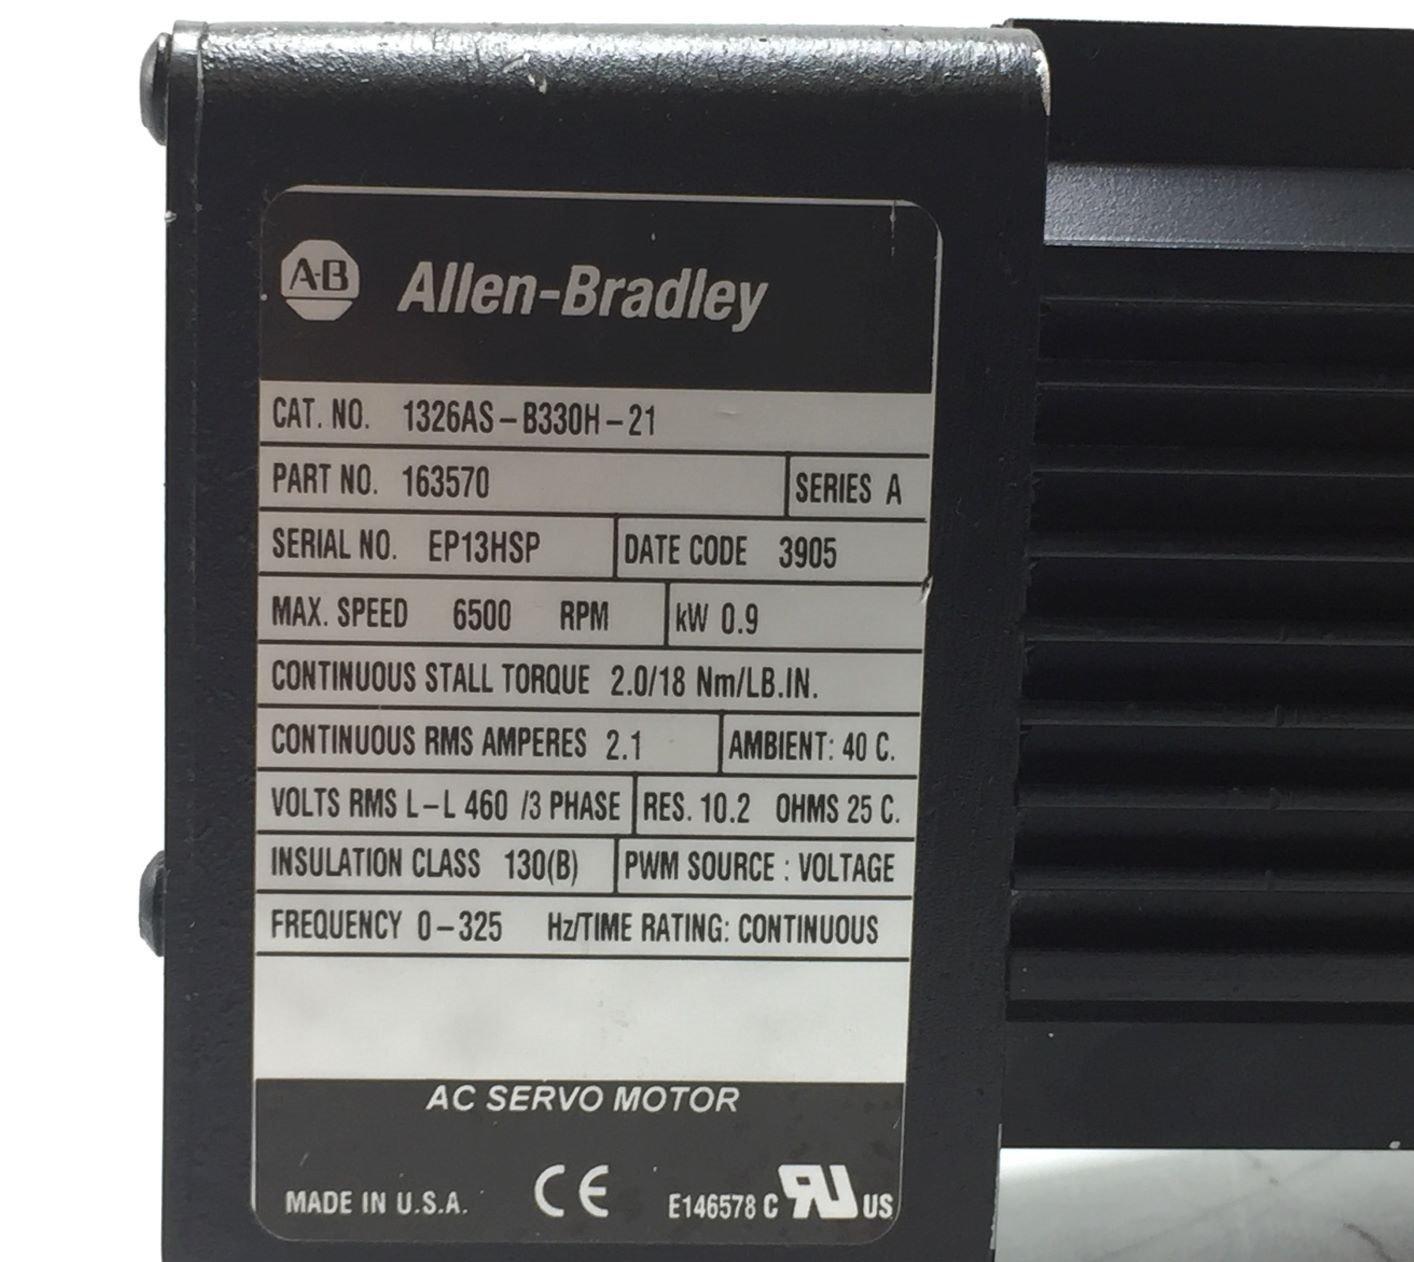 A-B Allen-Bradley
CAT. NO. 1326AS-B330H-21
PART NO. 163570 SERIES A
SERIAL NO. EP13HSP DATE CODE 3905
MAX. SPEED 6500 RPM kW 0.9
CONTINUOUS STALL TORQUE 2.0/18 Nm/LB.IN.
CONTINUOUS RMS AMPERES 2.1 AMBIENT: 40 C.
VOLTS RMS L-L 460 /3 PHASE RES. 10.2 OHMS 25 C.
INSULATION CLASS 130(B) PWM SOURCE : VOLTAGE
FREQUENCY 0-325 Hz/TIME RATING: CONTINUOUS
AC SERVO MOTOR
MADE IN U.S.A. CE E146578 C RU US